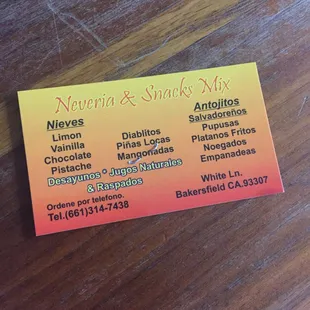 Neveria & Snacks Mix
Nieves
Limon
Vainilla
Chocolate
Pistache
Diablitos
Piñas Locas
Mangonadas
Antojitos
Salvadoreños
Pupusas
Platanos Fritos
Noegados
Empanadeas
Desayunos • Jugos Naturales
& Raspados
Ordene por telefono.
Tel.(661)314-7438
White Ln.
Bakersfield CA.93307